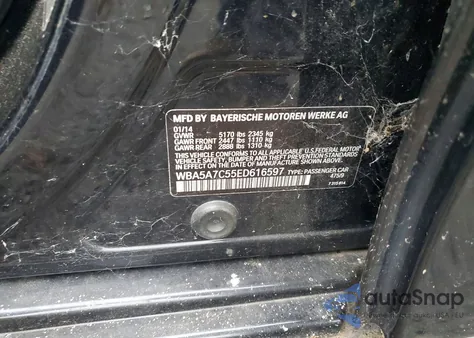 MFD BY BAYERISCHE MOTOREN WERKE AG
01/14
GVWR 5170 lbs 2345 kg
GAWR FRONT 2447 lbs 1110 kg
GAWR REAR 2888 lbs 1310 kg
THIS VEHICLE CONFORMS TO ALL APPLICABLE U.S. FEDERAL MOTOR
VEHICLE SAFETY, BUMPER AND THEFT PREVENTION STANDARDS
IN EFFECT ON THE DATE OF MANUFACTURE SHOWN ABOVE.
WBA5A7C55ED616597 TYPE: PASSENGER CAR
475/9
autoSnap